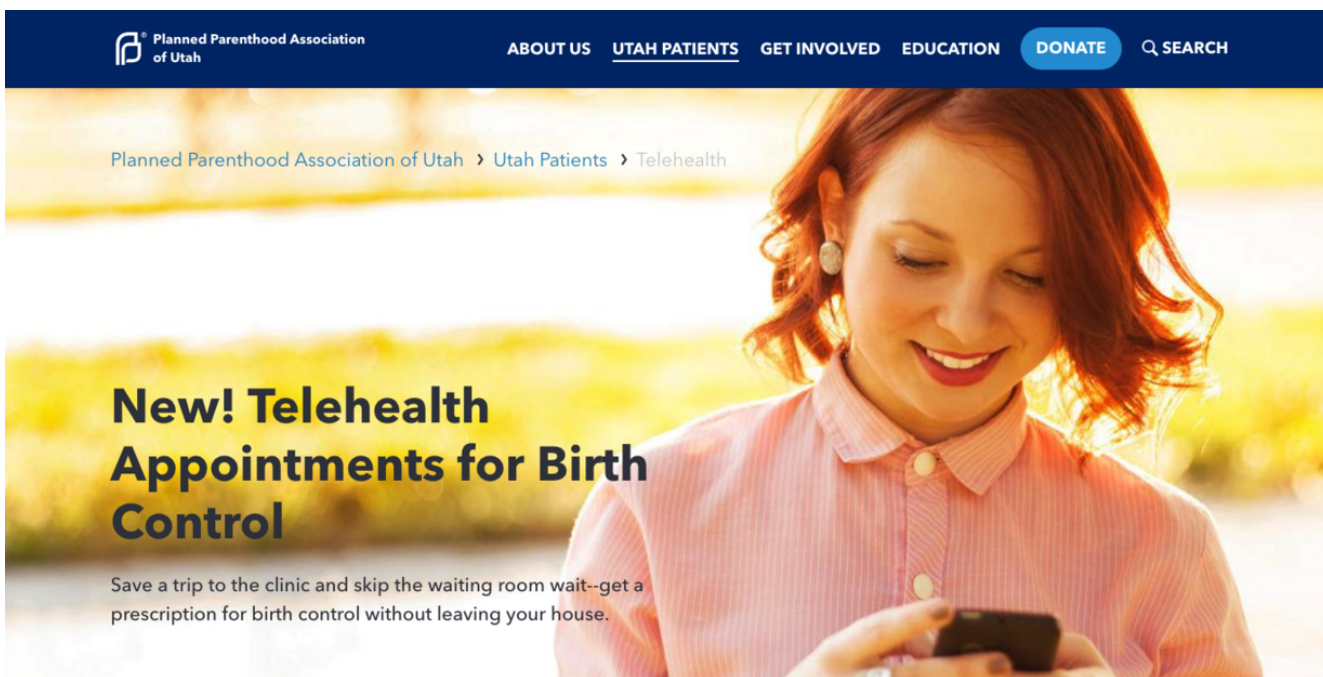 Planned Parenthood Association
of Utah
ABOUT US UTAH PATIENTS GET INVOLVED EDUCATION DONATE SEARCH
Planned Parenthood Association of Utah › Utah Patients › Telehealth
New! Telehealth
Appointments for Birth
Control
Save a trip to the clinic and skip the waiting room wait--get a
prescription for birth control without leaving your house.